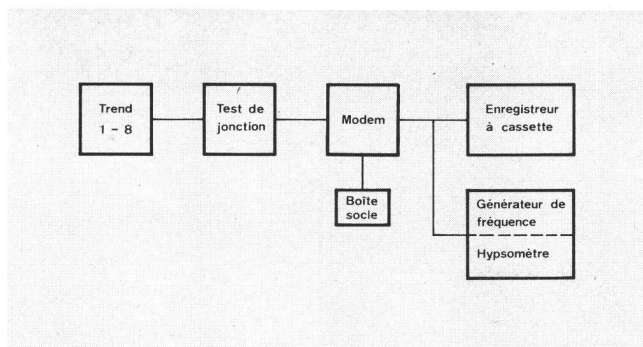 Trend
1 – 8
Test de
jonction
Modem
Enregistreur
à cassette
Boîte
socle
Générateur de
fréquence
Hypsomètre